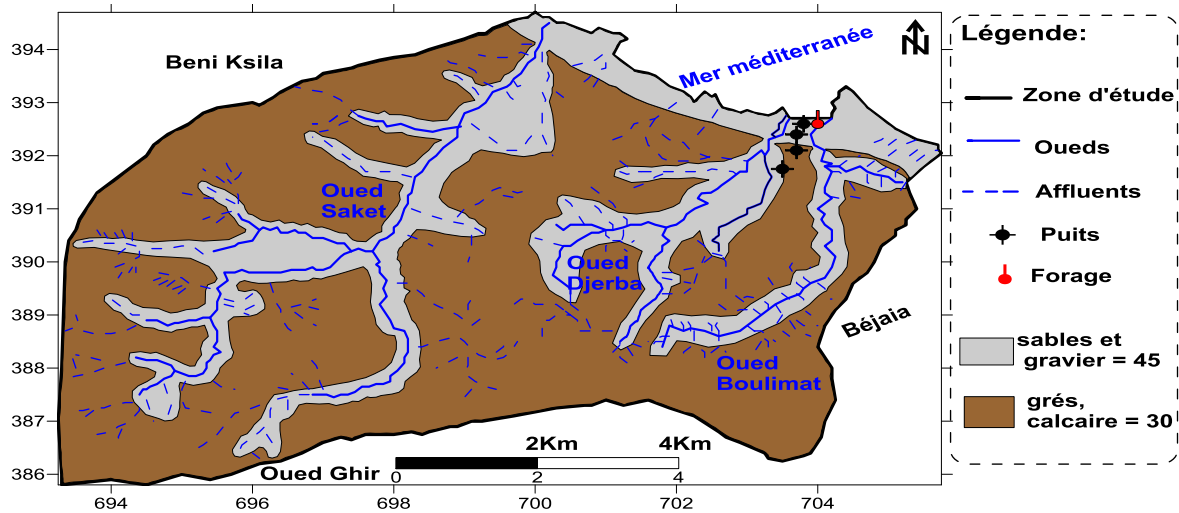 394
393
392
391
390
389
388
387
386
694
696
698
700
702
704
Beni Ksila
Mer méditerranée
N
Oued
Saket
Oued
Djerba
Oued
Boulimat
Béjaia
Oued Ghir
2Km
4Km
0
2
4
Légende:
Zone d'étude
Oueds
Affluents
Puits
Forage
sables et
gravier = 45
grés,
calcaire = 30